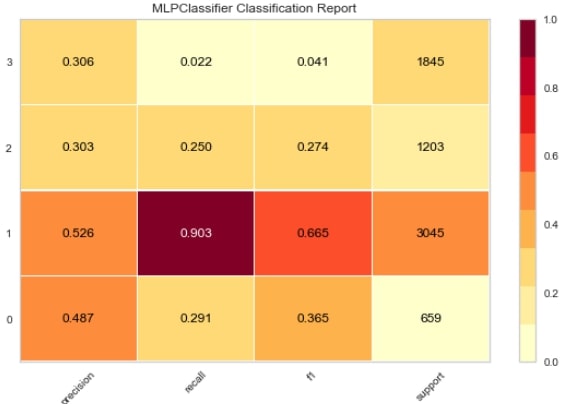 MLPClassifier Classification Report
3 0.306 0.022 0.041 1845
2 0.303 0.250 0.274 1203
1 0.526 0.903 0.665 3045
0 0.487 0.291 0.365 659
precision recall f1 support
1.0
0.8
0.6
0.4
0.2
0.0